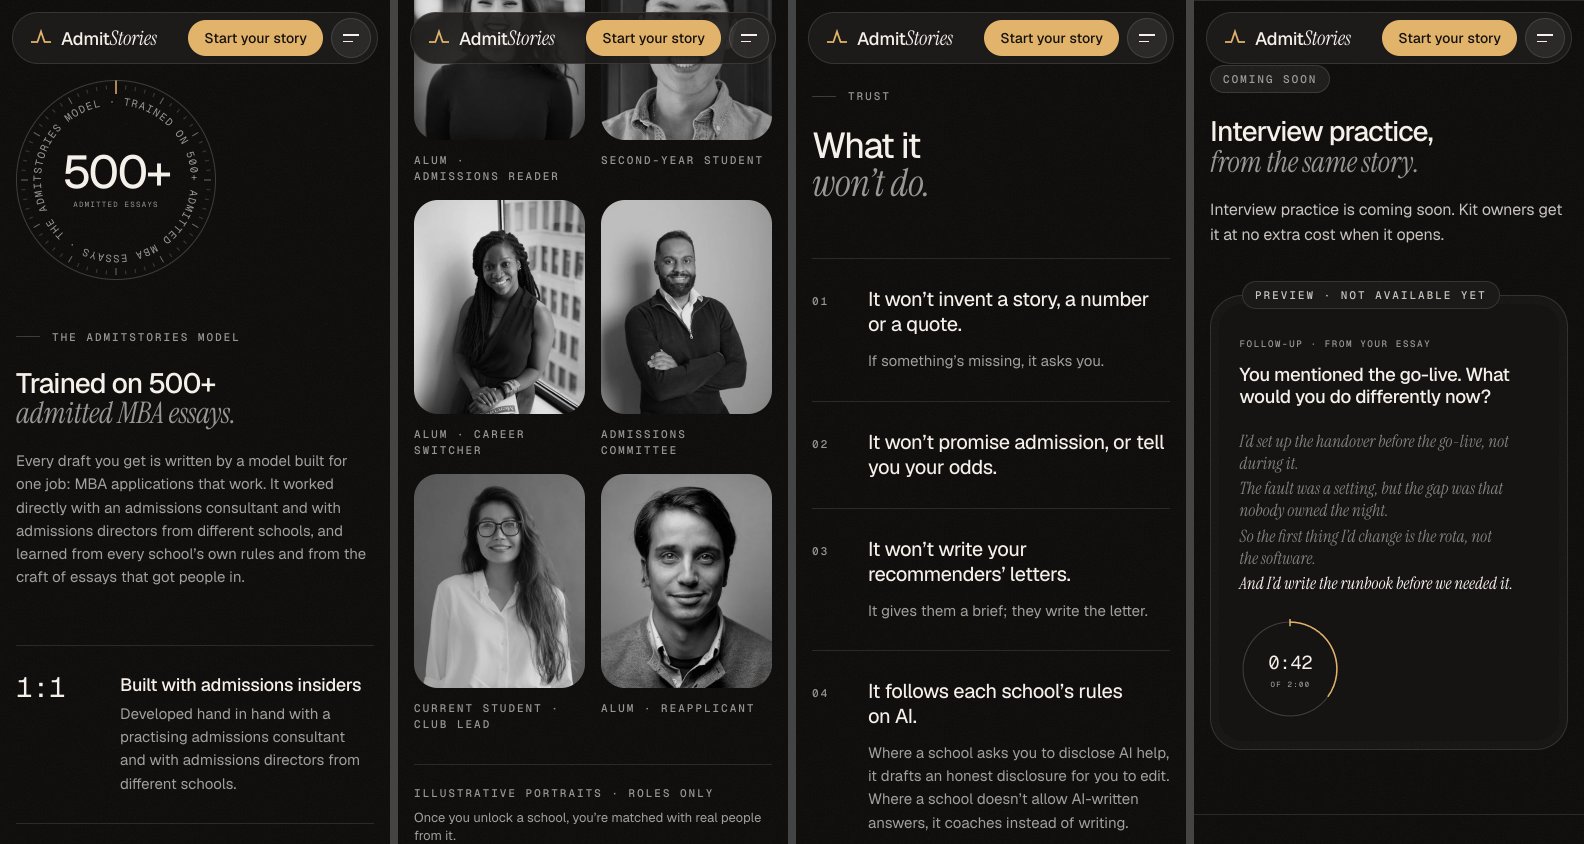 AdmitStories
Start your story
THE ADMITSTORIES MODEL · TRAINED ON 500+ ADMITTED MBA ESSAYS ·
500+
ADMITTED ESSAYS
THE ADMITSTORIES MODEL
Trained on 500+
admitted MBA essays.
Every draft you get is written by a model built for
one job: MBA applications that work. It worked
directly with an admissions consultant and with
admissions directors from different schools, and
learned from every school's own rules and from the
craft of essays that got people in.
1:1
Built with admissions insiders
Developed hand in hand with a
practising admissions consultant
and with admissions directors from
different schools.
AdmitStories
Start your story
ALUM ·
ADMISSIONS READER
SECOND-YEAR STUDENT
ALUM · CAREER
SWITCHER
ADMISSIONS
COMMITTEE
CURRENT STUDENT ·
CLUB LEAD
ALUM · REAPPLICANT
ILLUSTRATIVE PORTRAITS · ROLES ONLY
Once you unlock a school, you're matched with real people
from it.
AdmitStories
Start your story
TRUST
What it
won't do.
01
It won't invent a story, a number
or a quote.
If something's missing, it asks you.
02
It won't promise admission, or tell
you your odds.
03
It won't write your
recommenders' letters.
It gives them a brief; they write the letter.
04
It follows each school's rules
on AI.
Where a school asks you to disclose AI help,
it drafts an honest disclosure for you to edit.
Where a school doesn't allow AI-written
answers, it coaches instead of writing.
AdmitStories
Start your story
COMING SOON
Interview practice,
from the same story.
Interview practice is coming soon. Kit owners get
it at no extra cost when it opens.
PREVIEW · NOT AVAILABLE YET
FOLLOW-UP · FROM YOUR ESSAY
You mentioned the go-live. What
would you do differently now?
I'd set up the handover before the go-live, not
during it.
The fault was a setting, but the gap was that
nobody owned the night.
So the first thing I'd change is the rota, not
the software.
And I'd write the runbook before we needed it.
0:42
OF 2:00